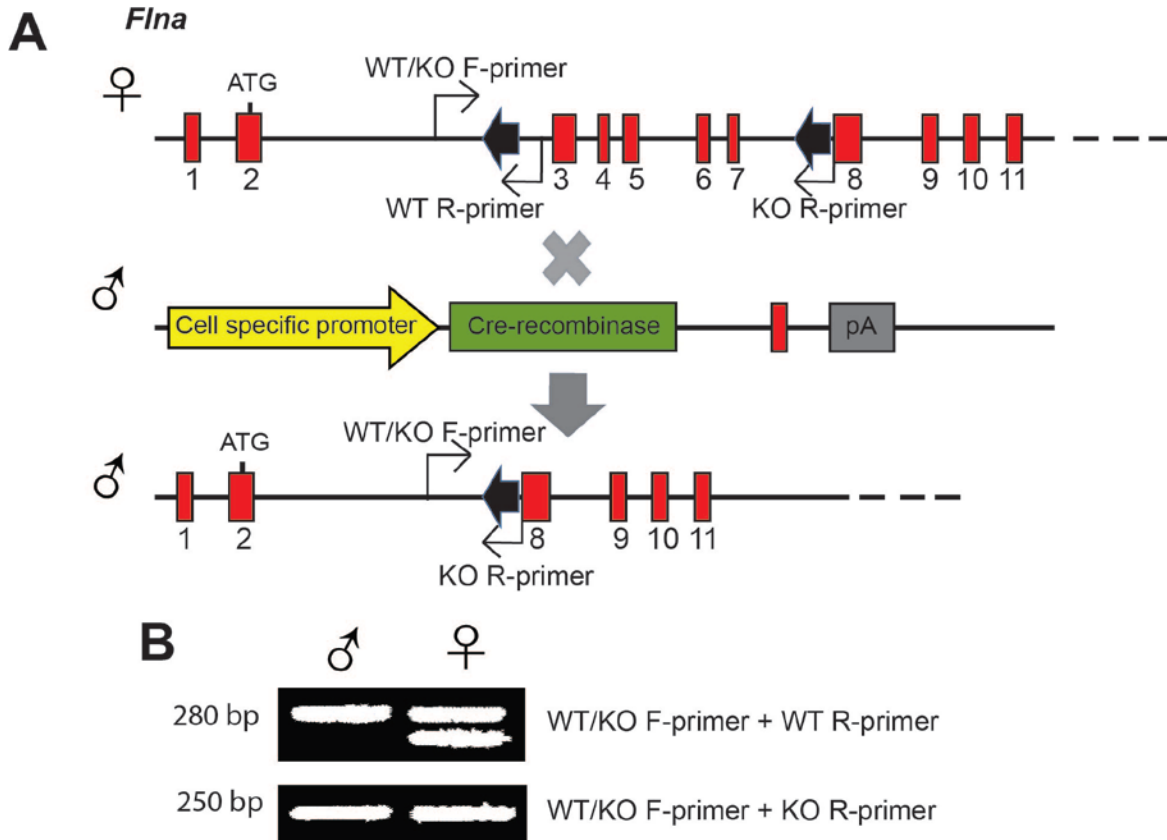 A
Flna
♀
WT/KO F-primer
ATG
1 2 3 4 5 6 7 8 9 10 11
WT R-primer
KO R-primer
♂
Cell specific promoter
Cre-recombinase
pA
WT/KO F-primer
♂
ATG
1 2 8 9 10 11
KO R-primer
B
♂ ♀
280 bp
WT/KO F-primer + WT R-primer
250 bp
WT/KO F-primer + KO R-primer